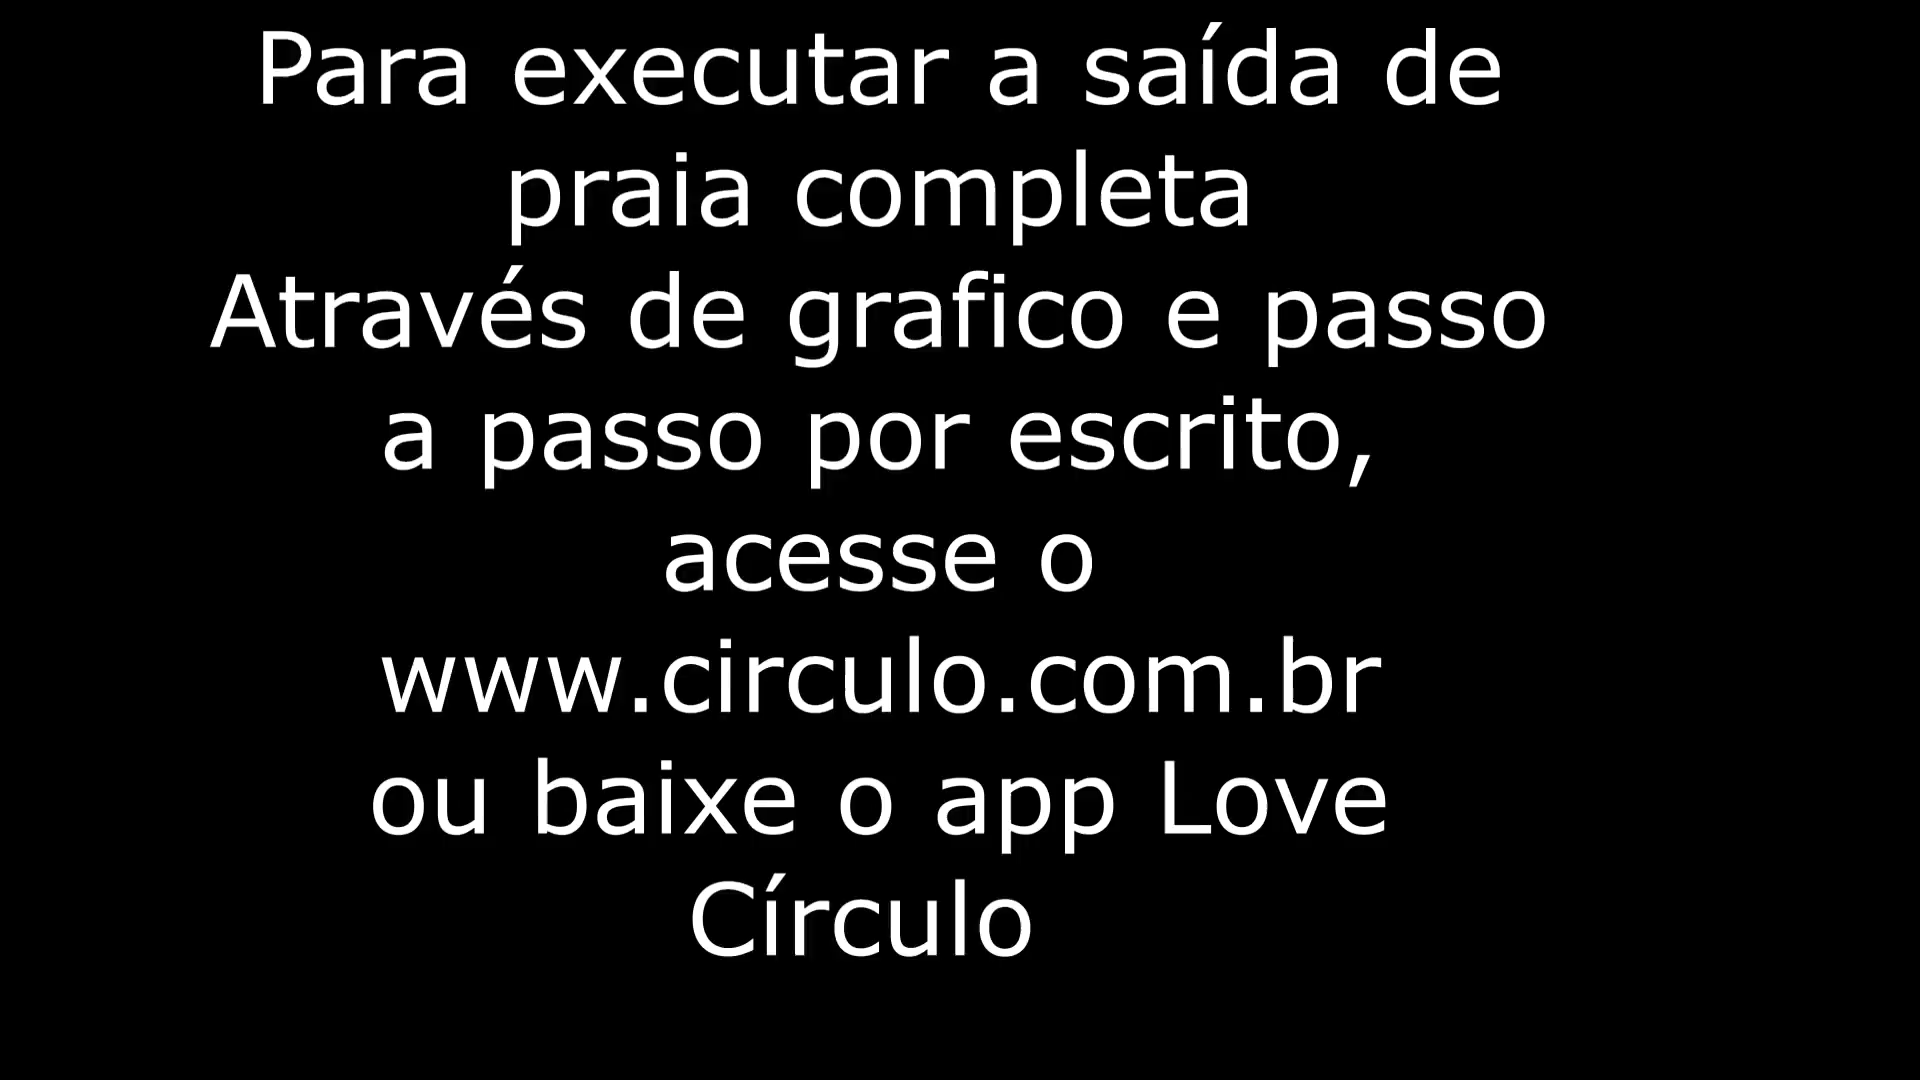 Para executar a saída de
praia completa
Através de grafico e passo
a passo por escrito,
acesse o
www.circulo.com.br
ou baixe o app Love
Círculo